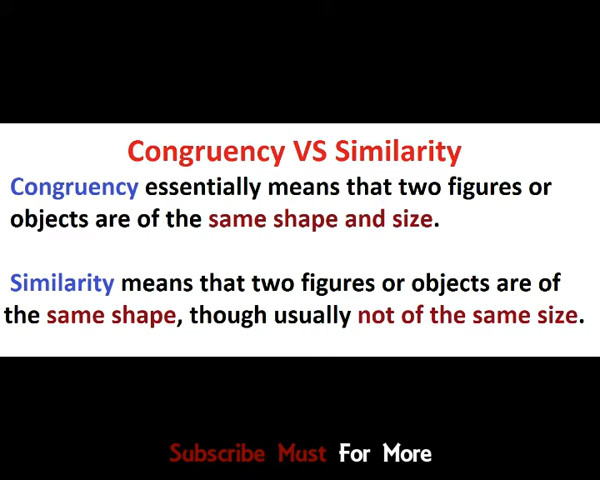 Congruency VS Similarity
Congruency essentially means that two figures or
objects are of the same shape and size.
Similarity means that two figures or objects are of
the same shape, though usually not of the same size.
Subscribe Must For More